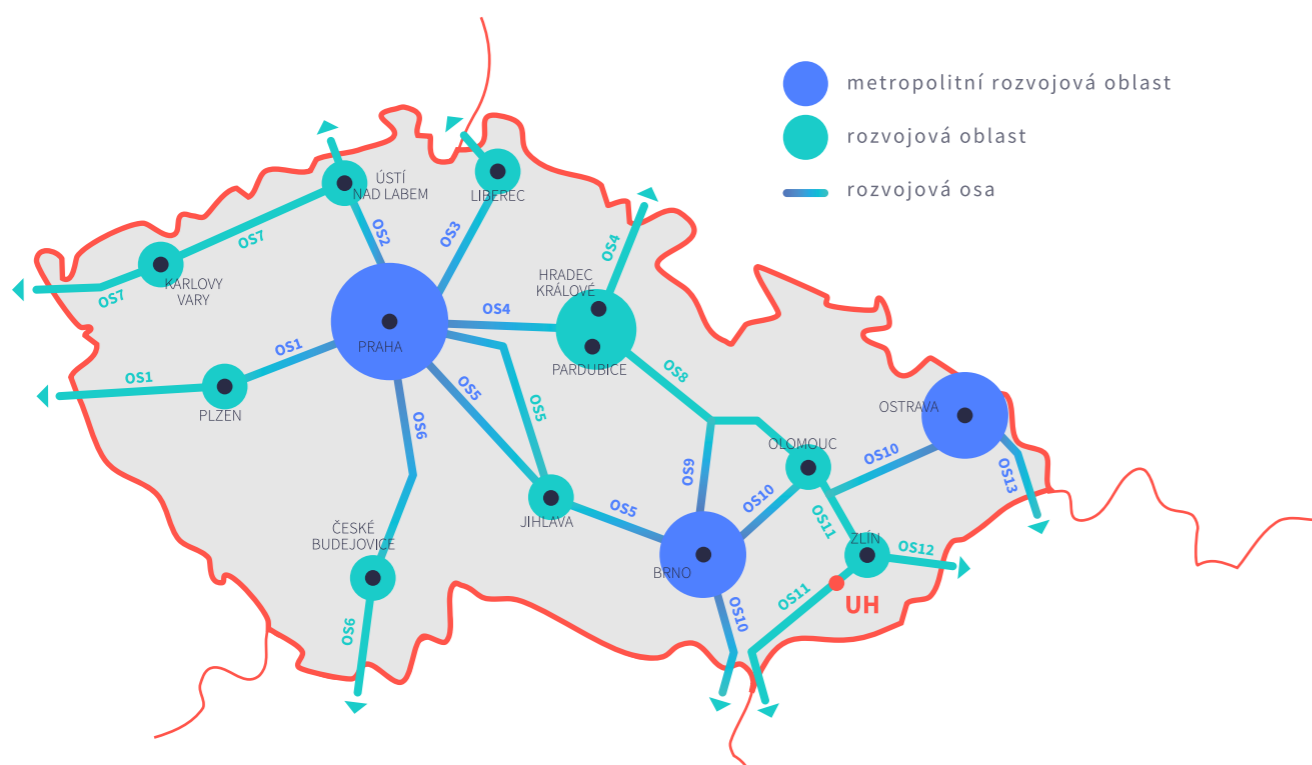 metropolitní rozvojová oblast
rozvojová oblast
rozvojová osa
ÚSTÍ
NAD LABEM
LIBEREC
OS7
OS2
OS3
OS4
KARLOVY
VARY
OS7
HRADEC
KRÁLOVÉ
OS4
OS1
PRAHA
PARDUBICE
OS8
OS1
OS5
OS5
PLZEN
OS6
OSTRAVA
OLOMOUC
OS10
OS9
OS10
OS13
OS5
JIHLAVA
OS11
ČESKÉ
BUDEJOVICE
ZLÍN
OS12
BRNO
OS11
UH
OS10
OS6